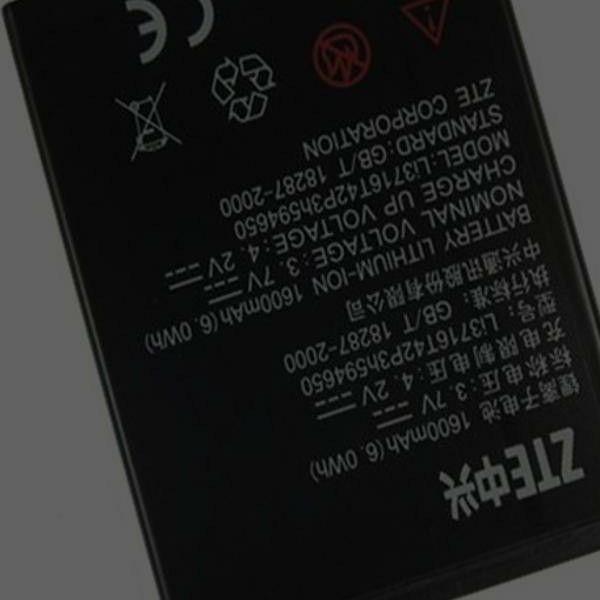 ZTE中兴
锂离子电池 1600mAh(6.0Wh)
标称电压:3.7V
充电限制电压:4.2V
型号: Li3716T42P3h594650
执行标准: GB/T 18287-2000
中兴通讯股份有限公司
BATTERY LITHIUM-ION 1600mAh(6.0Wh)
NOMINAL VOLTAGE:3.7V
CHARGE UP VOLTAGE:4.2V
MODEL:Li3716T42P3h594650
STANDARD:GB/T 18287-2000
ZTE CORPORATION
CE